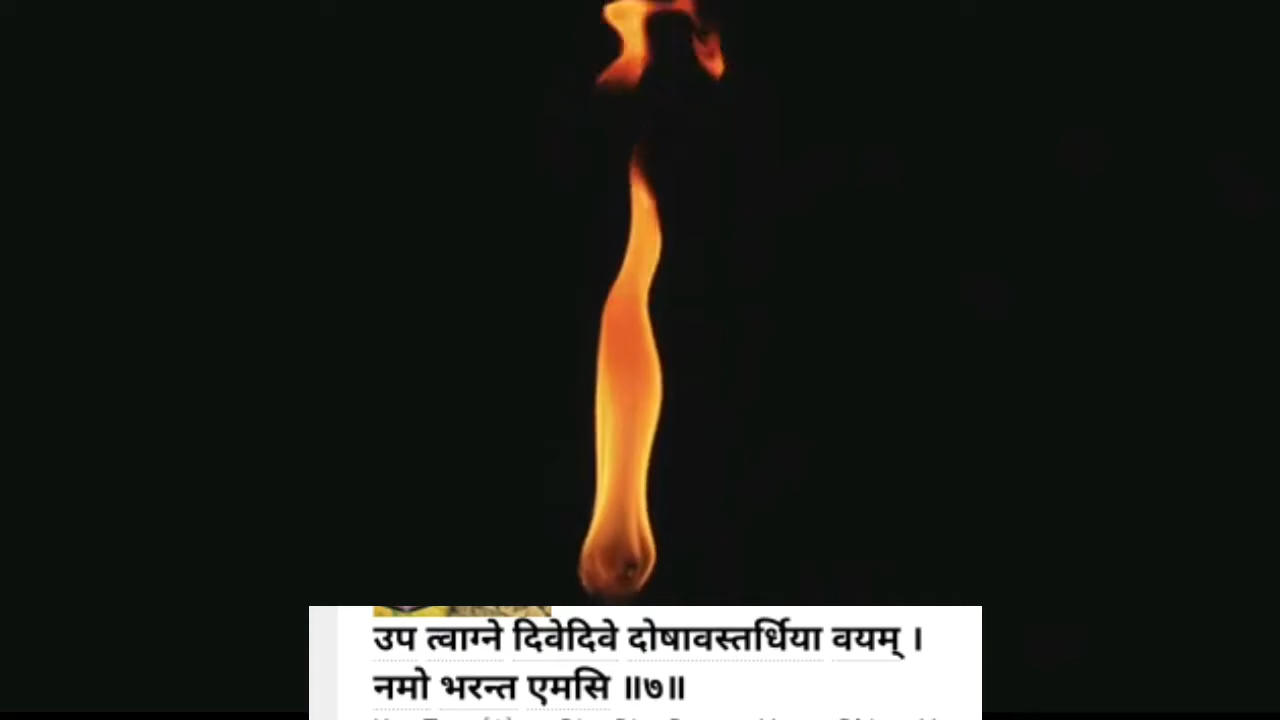 उप त्वाग्ने दिवेदिवे दोषावस्तर्धिया वयम् ।
नमो भरन्त एमसि ॥७॥